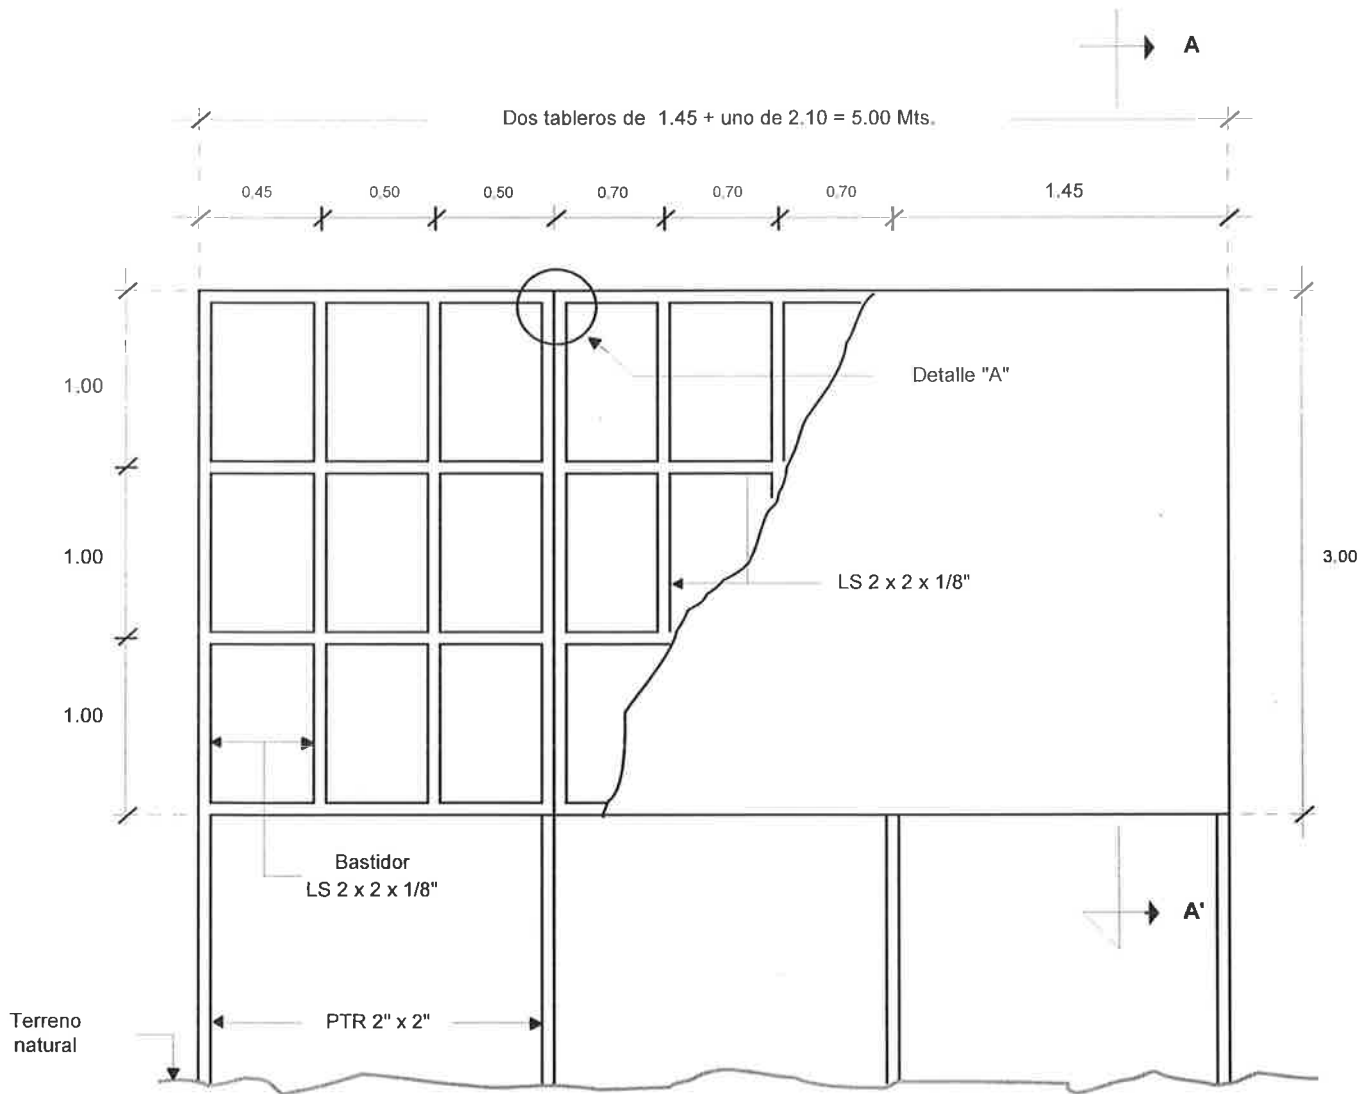 A
Dos tableros de 1.45 + uno de 2.10 = 5.00 Mts.
0.45 0.50 0.50 0.70 0.70 0.70 1.45
1.00
Detalle "A"
1.00
LS 2 x 2 x 1/8"
3.00
1.00
Bastidor
LS 2 x 2 x 1/8"
A'
PTR 2" x 2"
Terreno
natural